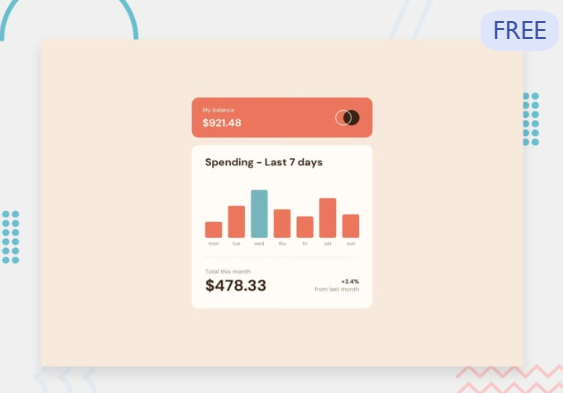 FREE
My balance
$921.48
Spending - Last 7 days
mon tue wed thu fri sat sun
Total this month
$478.33
+2.4%
from last month